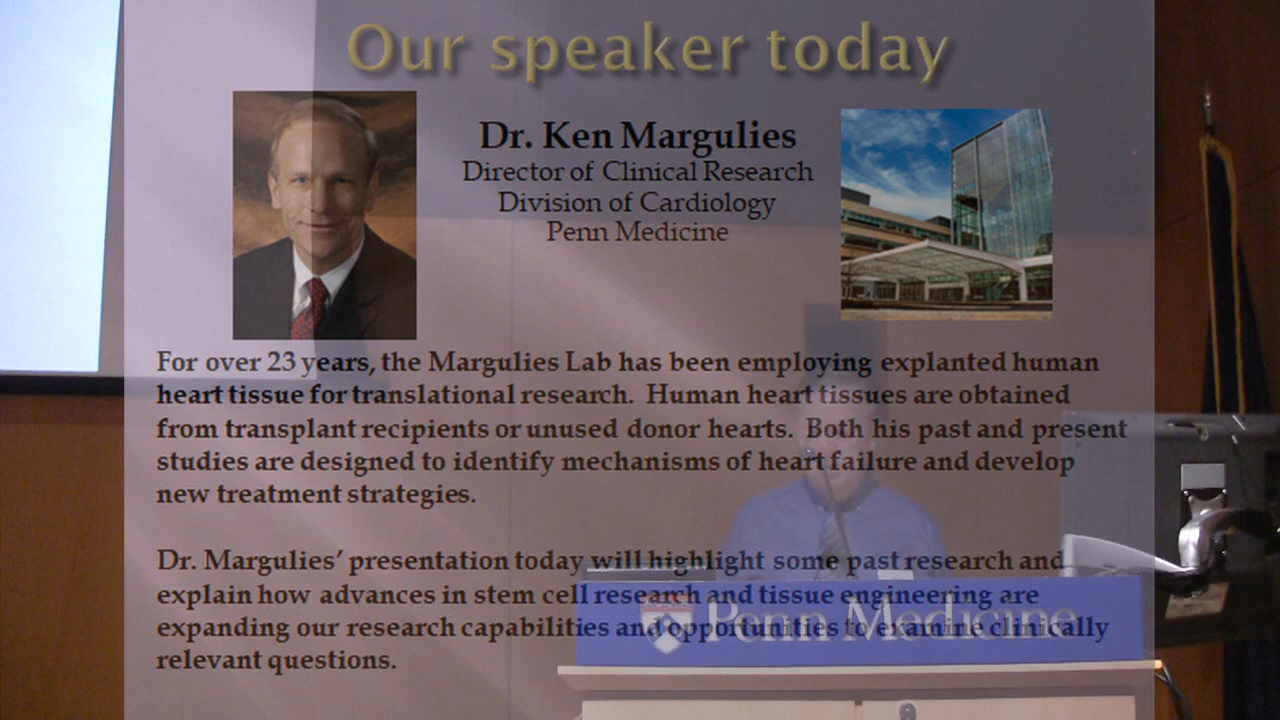 Our speaker today
Dr. Ken Margulies
Director of Clinical Research
Division of Cardiology
Penn Medicine
For over 23 years, the Margulies Lab has been employing explanted human
heart tissue for translational research. Human heart tissues are obtained
from transplant recipients or unused donor hearts. Both his past and present
studies are designed to identify mechanisms of heart failure and develop
new treatment strategies.
Dr. Margulies' presentation today will highlight some past research and
explain how advances in stem cell research and tissue engineering are
expanding our research capabilities and opportunities to examine clinically
relevant questions.
Penn Medicine